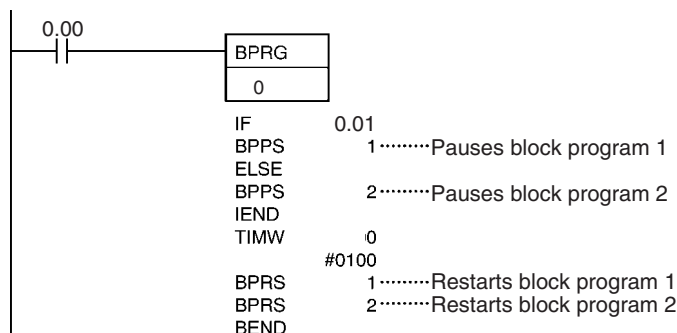 0.00
BPRG
0
IF 0.01
BPPS 1·········Pauses block program 1
ELSE
BPPS 2·········Pauses block program 2
IEND
TIMW 0
#0100
BPRS 1·········Restarts block program 1
BPRS 2·········Restarts block program 2
BEND